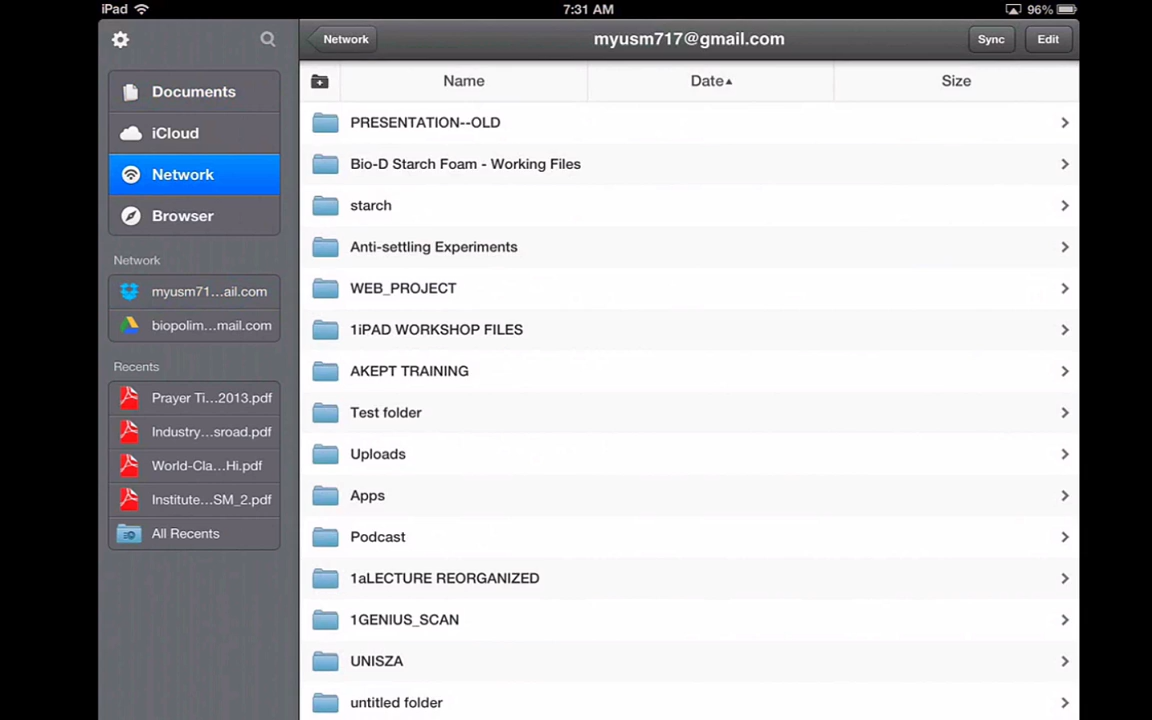 iPad
7:31 AM
96%
Network
myusm717@gmail.com
Sync
Edit
Documents
iCloud
Network
Browser
Network
myusm71...ail.com
biopolim...mail.com
Recents
Prayer Ti...2013.pdf
Industry...sroad.pdf
World-Cla...Hi.pdf
Institute...SM_2.pdf
All Recents
Name
Date
Size
PRESENTATION--OLD
Bio-D Starch Foam - Working Files
starch
Anti-settling Experiments
WEB_PROJECT
1iPAD WORKSHOP FILES
AKEPT TRAINING
Test folder
Uploads
Apps
Podcast
1aLECTURE REORGANIZED
1GENIUS_SCAN
UNISZA
untitled folder